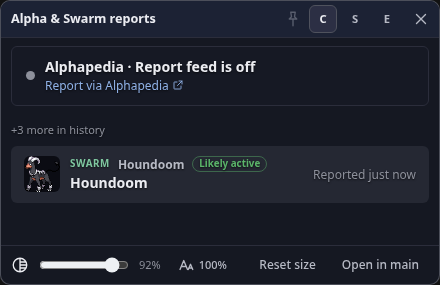 Alpha & Swarm reports C S E
Alphapedia · Report feed is off
Report via Alphapedia
+3 more in history
SWARM Houndoom Likely active
Houndoom
Reported just now
92% AA 100% Reset size Open in main